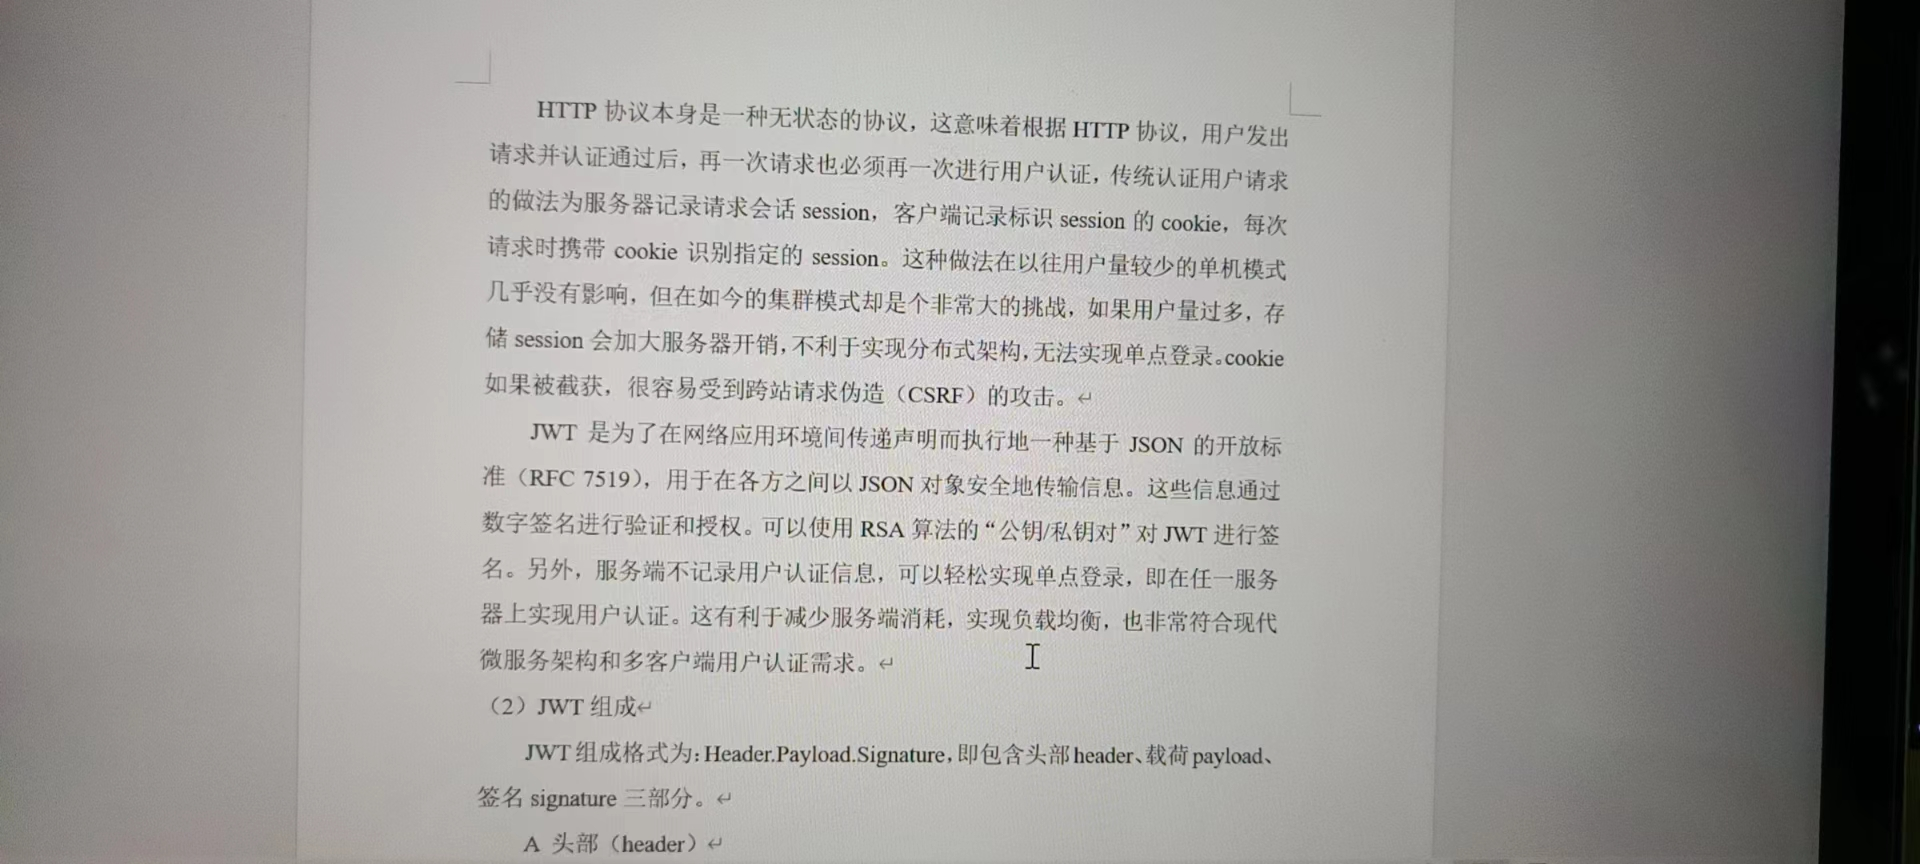 HTTP 协议本身是一种无状态的协议，这意味着根据 HTTP 协议，用户发出
请求并认证通过后，再一次请求也必须再一次进行用户认证，传统认证用户请求
的做法为服务器记录请求会话 session，客户端记录标识 session 的 cookie，每次
请求时携带 cookie 识别指定的 session。这种做法在以往用户量较少的单机模式
几乎没有影响，但在如今的集群模式却是个非常大的挑战，如果用户量过多，存
储 session 会加大服务器开销，不利于实现分布式架构，无法实现单点登录。cookie
如果被截获，很容易受到跨站请求伪造（CSRF）的攻击。
JWT 是为了在网络应用环境间传递声明而执行地一种基于 JSON 的开放标
准（RFC 7519），用于在各方之间以 JSON 对象安全地传输信息。这些信息通过
数字签名进行验证和授权。可以使用 RSA 算法的“公钥/私钥对”对 JWT 进行签
名。另外，服务端不记录用户认证信息，可以轻松实现单点登录，即在任一服务
器上实现用户认证。这有利于减少服务端消耗，实现负载均衡，也非常符合现代
微服务架构和多客户端用户认证需求。
（2）JWT 组成
JWT 组成格式为：Header.Payload.Signature，即包含头部 header、载荷 payload、
签名 signature 三部分。
A 头部（header）